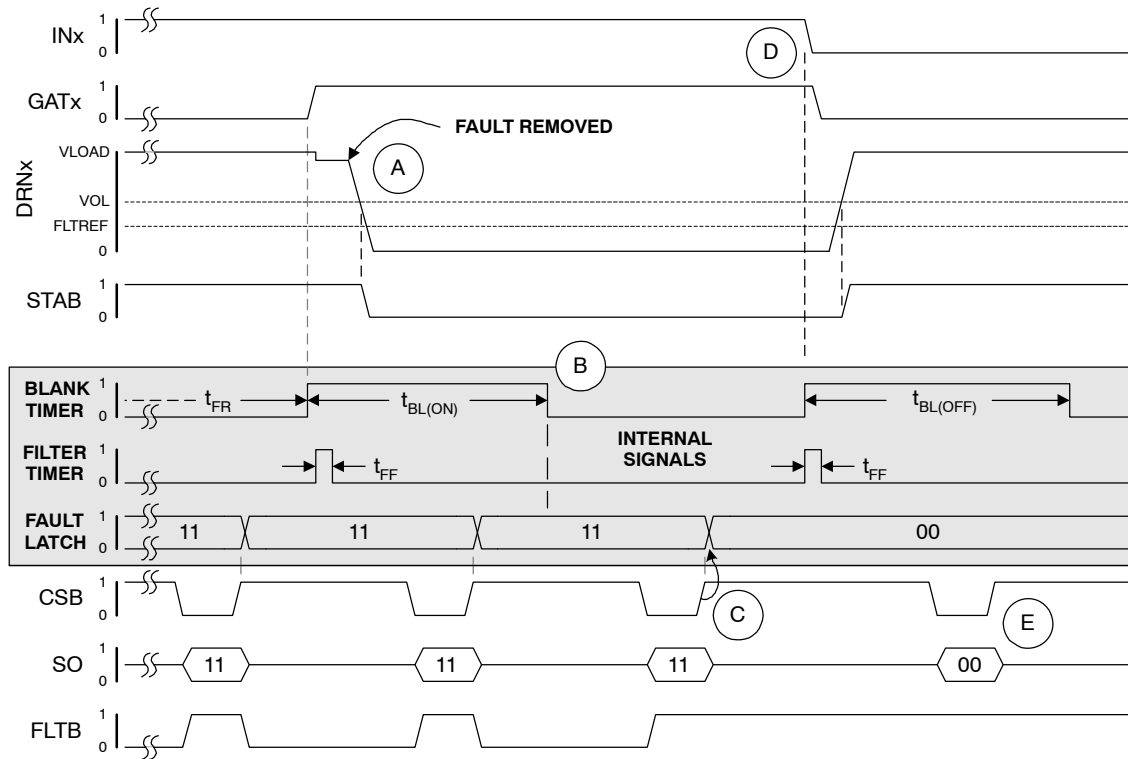 INx
1
0
D
GATx
1
0
FAULT REMOVED
A
DRNx
VLOAD
VOL
FLTREF
0
STAB
1
0
B
BLANK TIMER
1
0
tFR
tBL(ON)
tBL(OFF)
INTERNAL SIGNALS
FILTER TIMER
1
0
tFF
tFF
FAULT LATCH
1
0
11
11
11
00
CSB
1
0
C
E
SO
1
0
11
11
11
00
FLTB
1
0